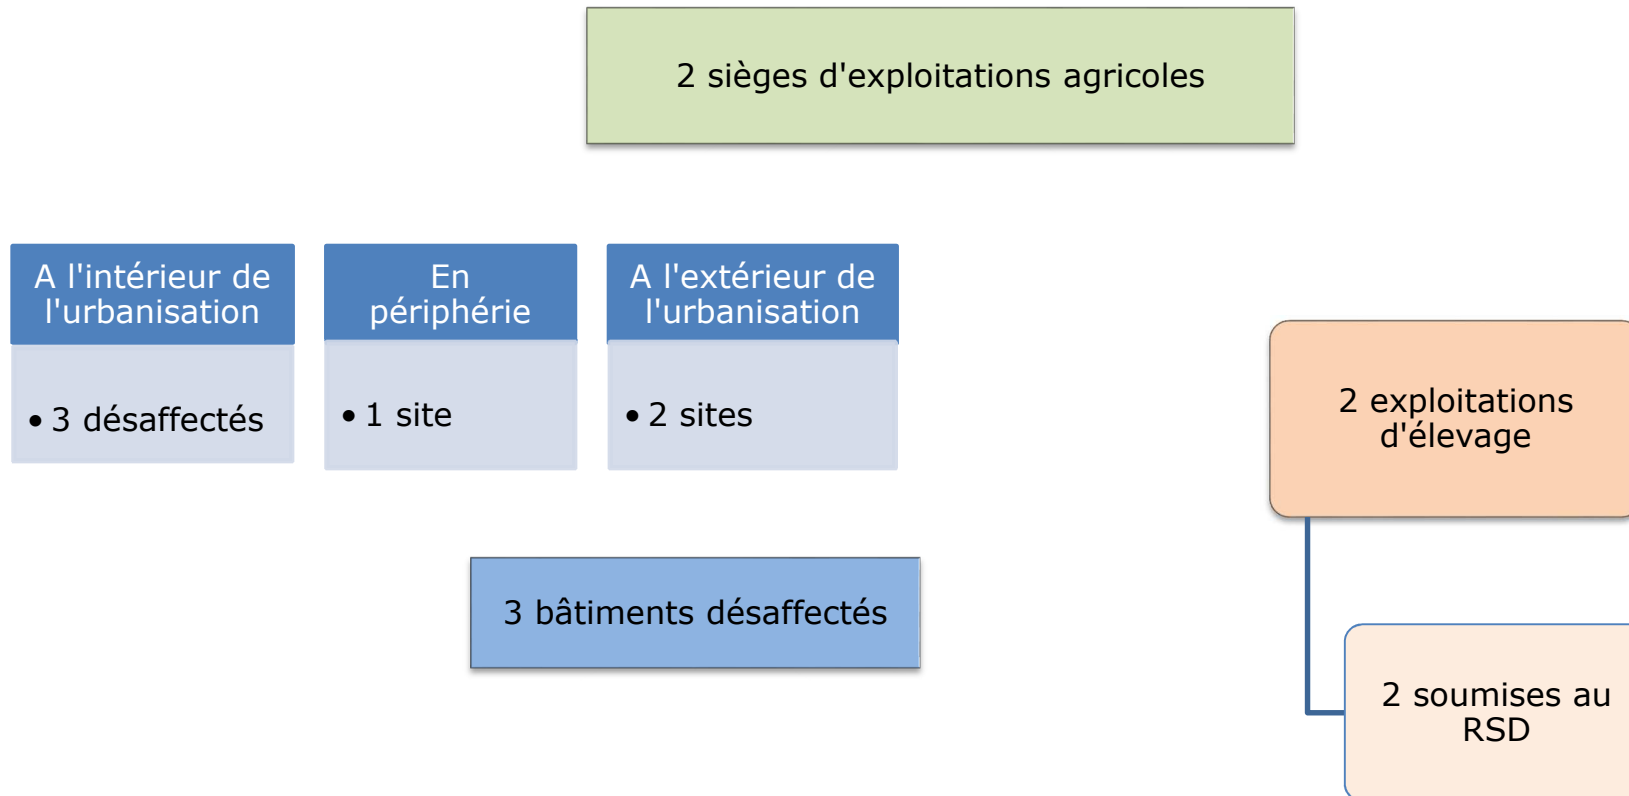 2 sièges d'exploitations agricoles
A l'intérieur de
l'urbanisation
• 3 désaffectés
En
périphérie
• 1 site
A l'extérieur de
l'urbanisation
• 2 sites
3 bâtiments désaffectés
2 exploitations
d'élevage
2 soumises au
RSD